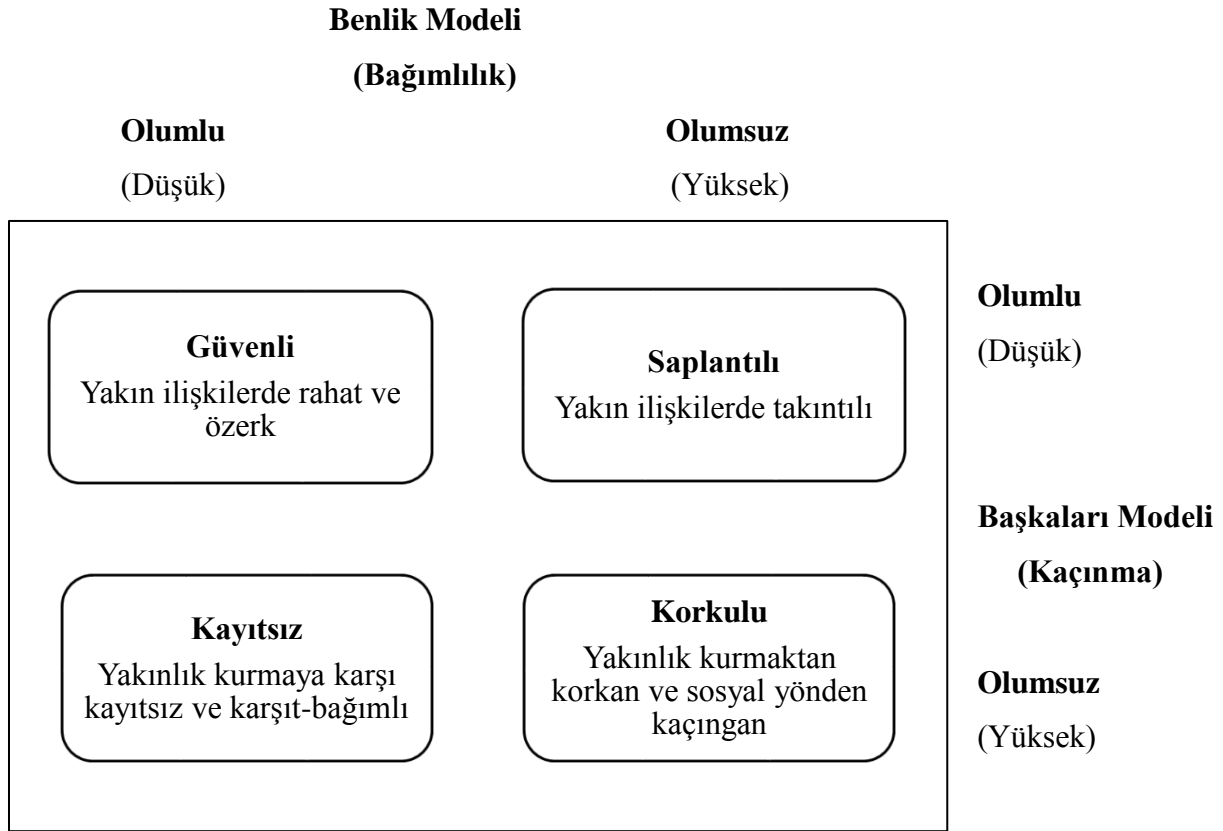 Benlik Modeli
(Bağımlılık)
Olumlu
Olumsuz
(Düşük)
(Yüksek)
Güvenli
Yakın ilişkilerde rahat ve
özerk
Saplantılı
Yakın ilişkilerde takıntılı
Olumlu
(Düşük)
Başkaları Modeli
(Kaçınma)
Kayıtsız
Yakınlık kurmaya karşı
kayıtsız ve karşıt-bağımlı
Korkulu
Yakınlık kurmaktan
korkan ve sosyal yönden
kaçıngan
Olumsuz
(Yüksek)